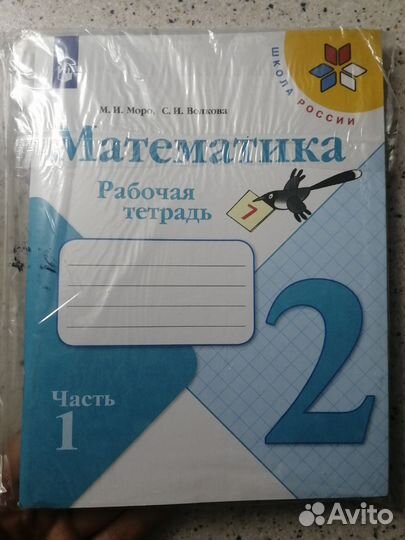 ШКОЛА РОССИИ
М. И. Моро, С. И. Волкова
Математика
Рабочая
тетрадь
7
2
Часть
1
Avito